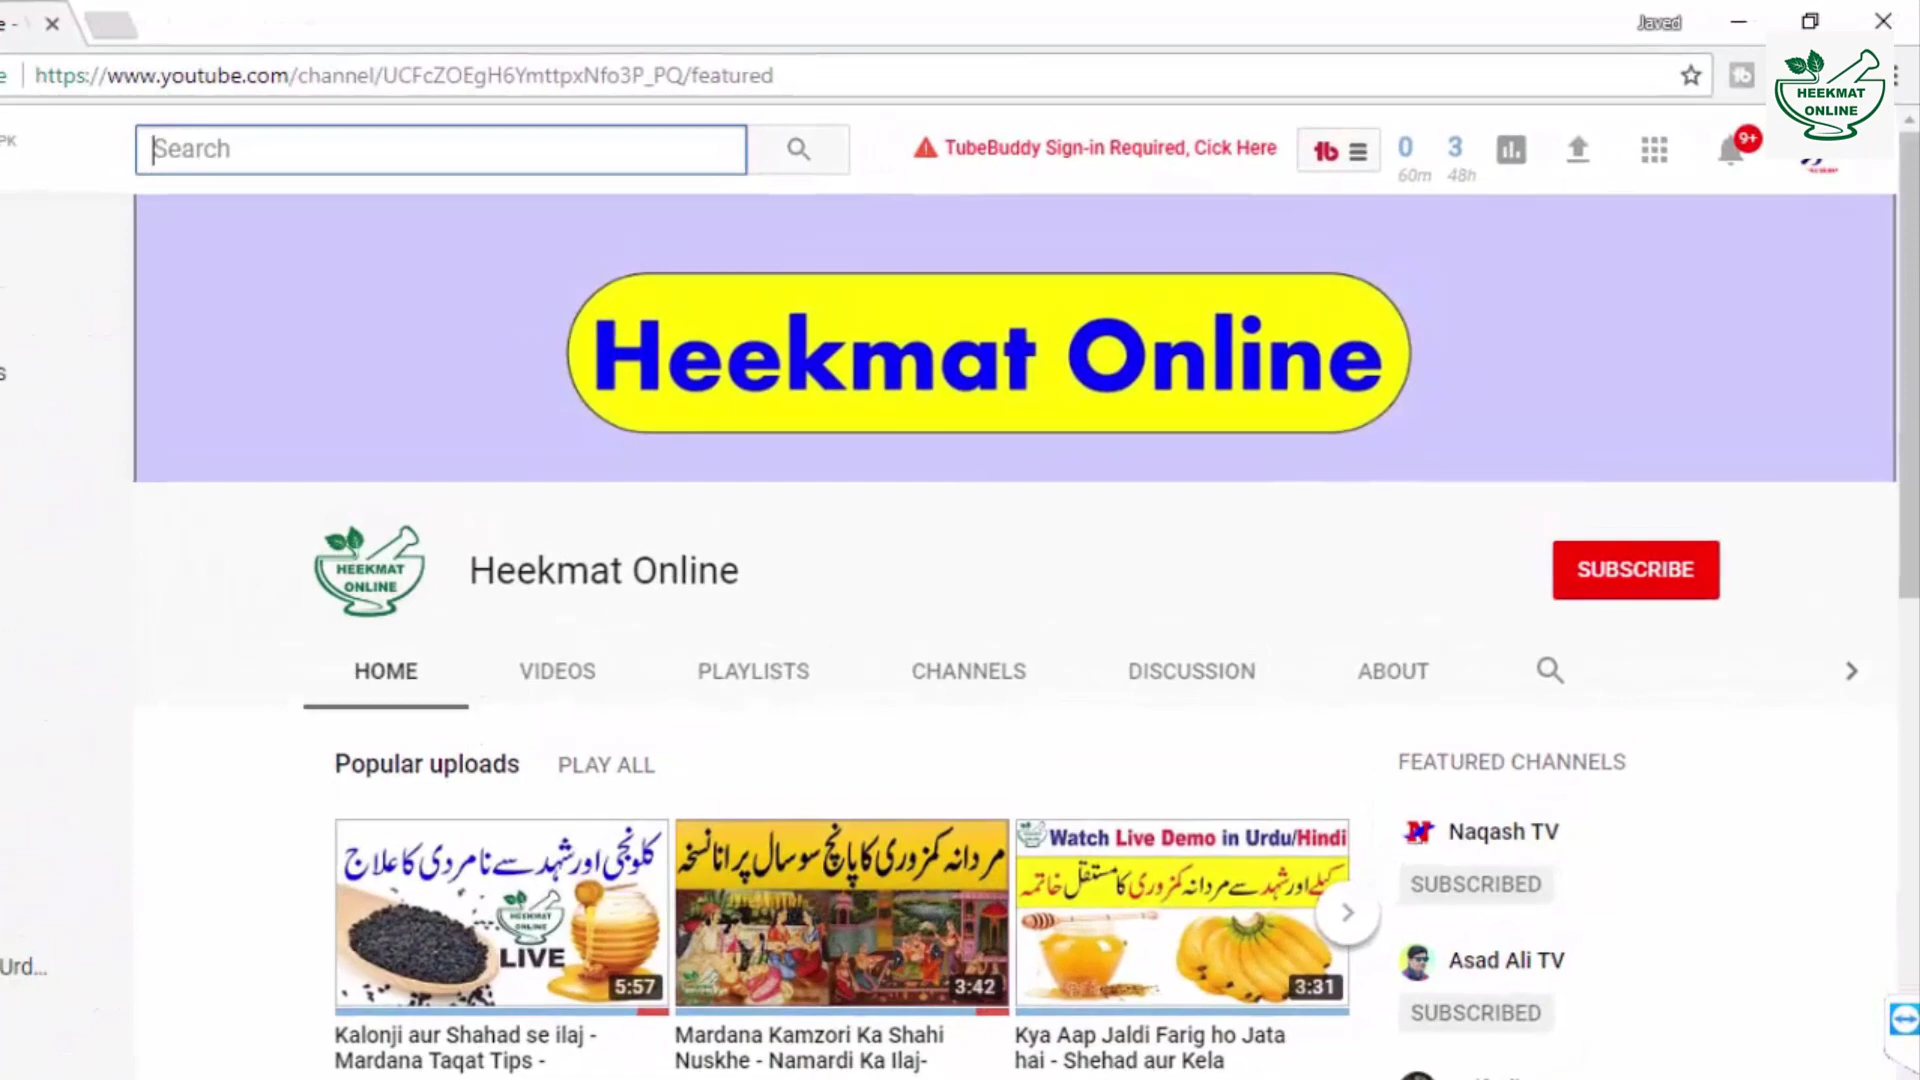 e -
Javed
e | https://www.youtube.com/channel/UCFcZOEgH6YmttpxNfo3P_PQ/featured
HEEKMAT
ONLINE
PK
Search
TubeBuddy Sign-in Required, Cick Here
0 3
60m 48h
9+
Heekmat Online
HEEKMAT
ONLINE
Heekmat Online
SUBSCRIBE
s
HOME VIDEOS PLAYLISTS CHANNELS DISCUSSION ABOUT
Popular uploads PLAY ALL
FEATURED CHANNELS
کلونجی اور شہد سے نامردی کا علاج
HEEKMAT
ONLINE
LIVE
5:57
مردانہ کمزوری کا پانچ سو سال پرانا نسخہ
3:42
Watch Live Demo in Urdu/Hindi
کیلے اور شہد سے مردانہ کمزوری کا مستقل خاتمہ
3:31
Naqash TV
SUBSCRIBED
Asad Ali TV
SUBSCRIBED
Urd...
Kalonji aur Shahad se ilaj -
Mardana Taqat Tips -
Mardana Kamzori Ka Shahi
Nuskhe - Namardi Ka Ilaj-
Kya Aap Jaldi Farig ho Jata
hai - Shehad aur Kela